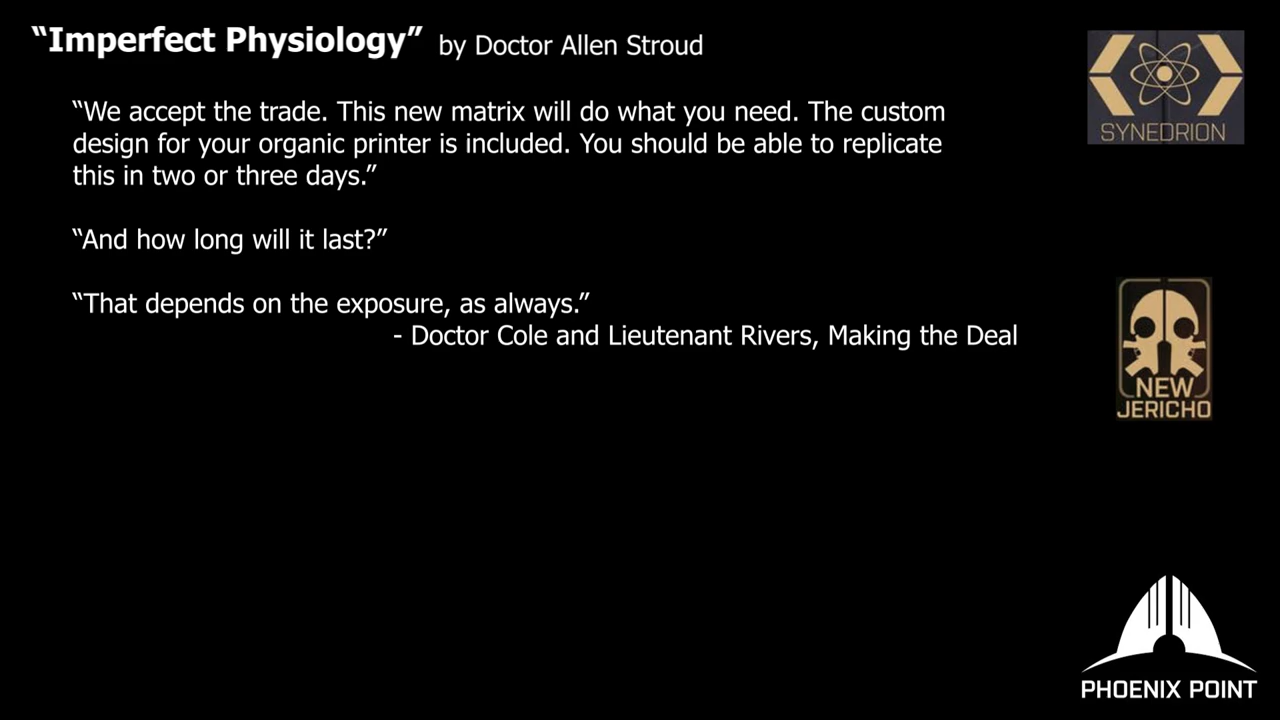 “Imperfect Physiology” by Doctor Allen Stroud
“We accept the trade. This new matrix will do what you need. The custom
design for your organic printer is included. You should be able to replicate
this in two or three days.”
“And how long will it last?”
“That depends on the exposure, as always.”
- Doctor Cole and Lieutenant Rivers, Making the Deal
SYNEDRION
NEW
JERICHO
PHOENIX POINT